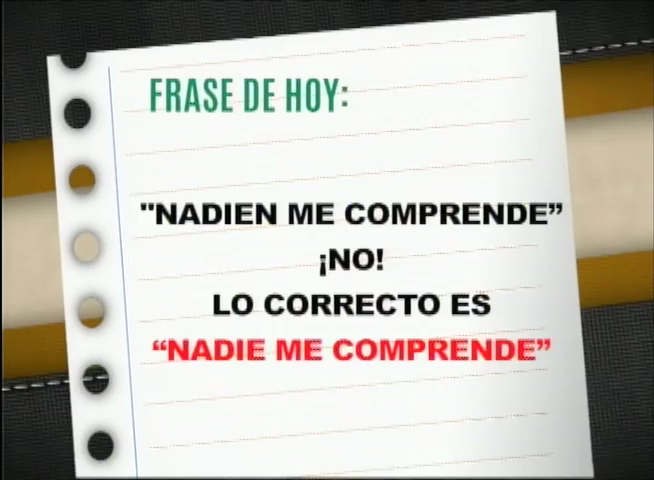 FRASE DE HOY:
"NADIEN ME COMPRENDE”
¡NO!
LO CORRECTO ES
“NADIE ME COMPRENDE”